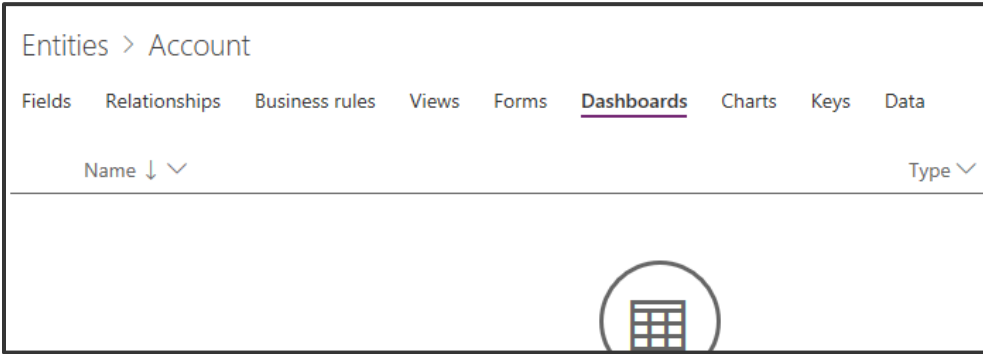 Entities > Account
Fields Relationships Business rules Views Forms Dashboards Charts Keys Data
Name ↓ Type